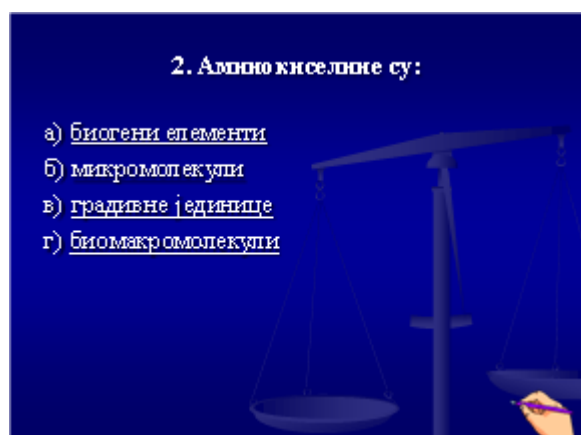 2. Аминокиселине су:
а) биогени елементи
б) микромолекули
в) градивне јединице
г) биомакромолекули